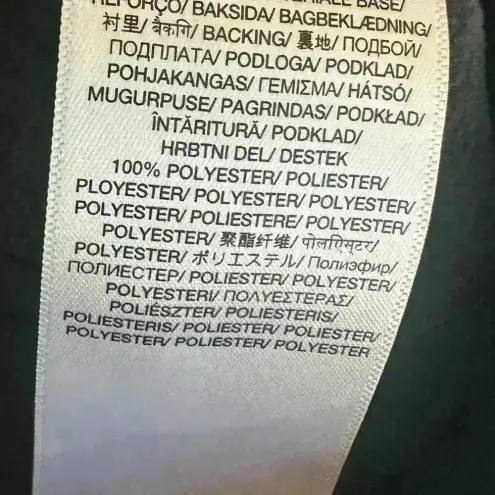 REFORÇO/ BAKSIDA/ BAGBEKLÆDNING/
衬里/ बैकगि/ BACKING/ 裏地/ ПОДБОЙ/
ПОДПЛАТА/ PODLOGA/ PODKLAD/
POHJAKANGAS/ ΓΕΜΙΣΜΑ/ HÁTSÓ/
MUGURPUSE/ PAGRINDAS/ PODKŁAD/
ÎNTĂRITURĂ/ PODKLAD/
HRBTNI DEL/ DESTEK
100% POLYESTER/ POLIESTER/
PLOYESTER/ POLYESTER/ POLYESTER/
POLYESTER/ POLIESTERE/ POLYESTER/
POLYESTER/ 聚酯纤维/ पोलिएस्टर/
POLYESTER/ ポリエステル/ Полиэфир/
ПОЛИЕСТЕР/ POLIESTER/ POLYESTER/
POLYESTERI/ ΠΟΛΥΕΣΤΕΡΑΣ/
POLIÉSZTER/ POLIESTERIS/
POLIESTERIS/ POLIESTER/ POLIESTER/
POLYESTER/ POLIESTER/ POLYESTER